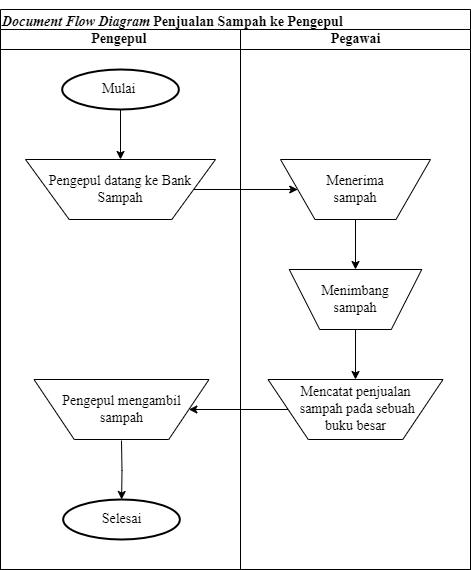 Document Flow Diagram Penjualan Sampah ke Pengepul
Pengepul
Pegawai
Mulai
Pengepul datang ke Bank
Sampah
Menerima
sampah
Menimbang
sampah
Mencatat penjualan
sampah pada sebuah
buku besar
Pengepul mengambil
sampah
Selesai